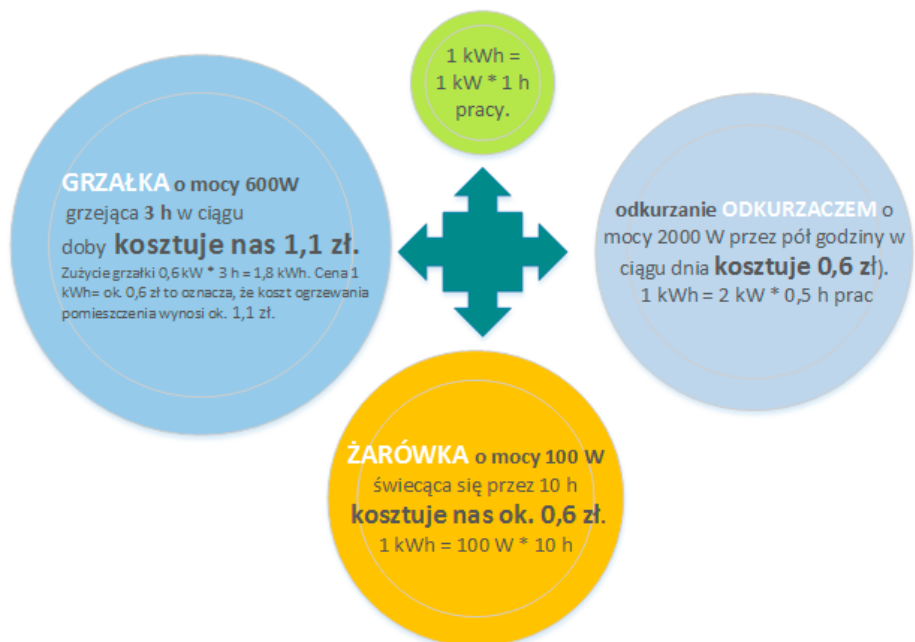 1 kWh =
1 kW * 1 h
pracy.
GRZAŁKA o mocy 600W
grzejąca 3 h w ciągu
doby kosztuje nas 1,1 zł.
Zużycie grzałki 0,6 kW * 3 h = 1,8 kWh. Cena 1
kWh= ok. 0,6 zł to oznacza, że koszt ogrzewania
pomieszczenia wynosi ok. 1,1 zł.
odkurzanie ODKURZACZEM o
mocy 2000 W przez pół godziny w
ciągu dnia kosztuje 0,6 zł).
1 kWh = 2 kW * 0,5 h prac
ŻARÓWKA o mocy 100 W
świecąca się przez 10 h
kosztuje nas ok. 0,6 zł.
1 kWh = 100 W * 10 h